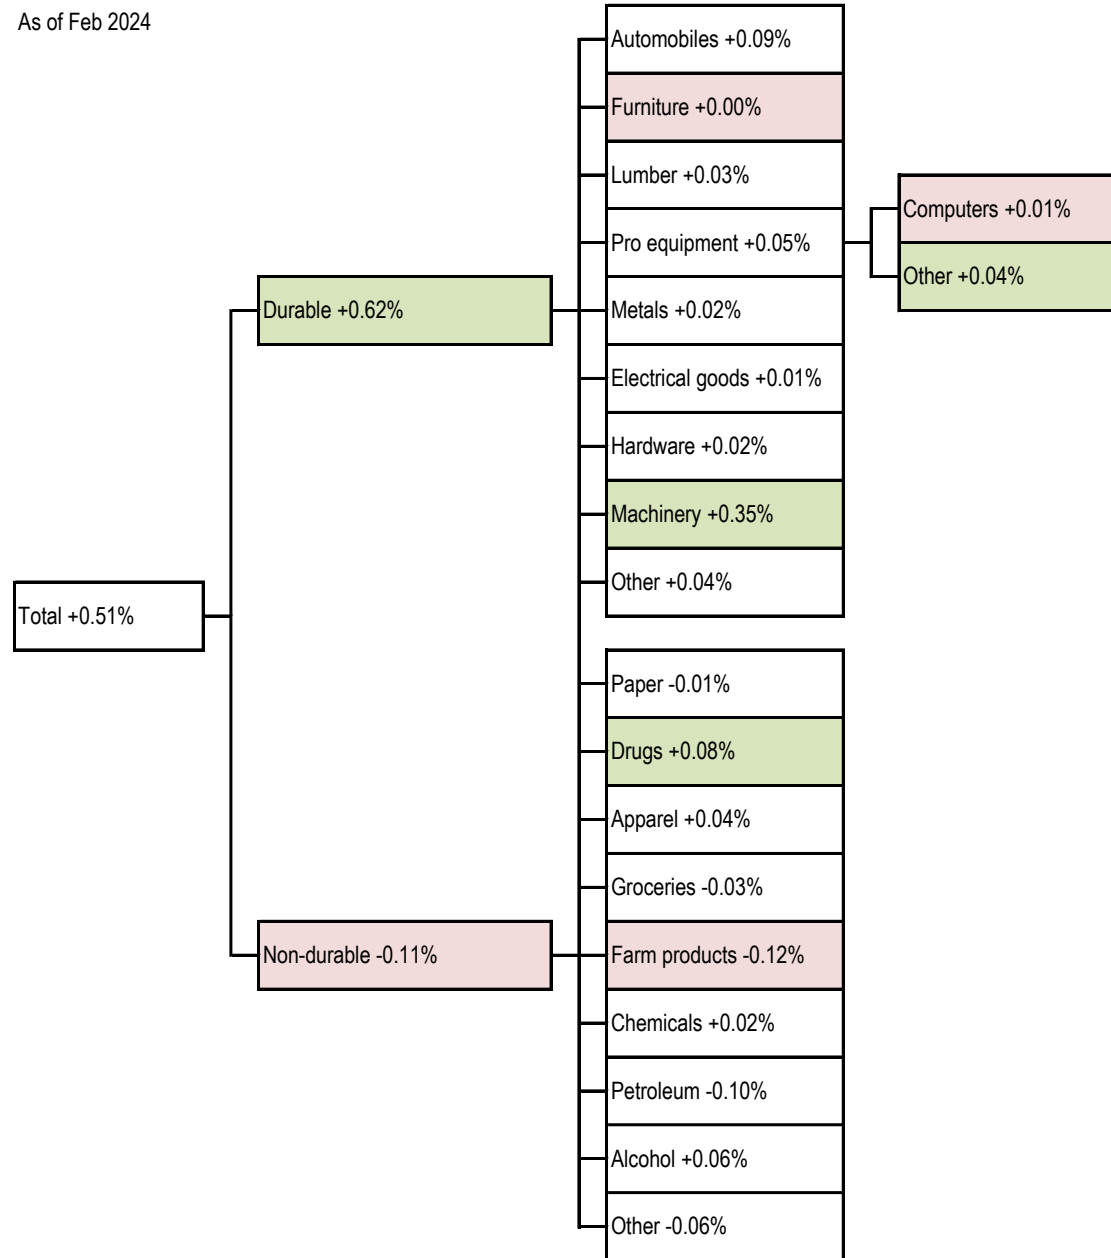 As of Feb 2024
Total +0.51%
Durable +0.62%
Automobiles +0.09%
Furniture +0.00%
Lumber +0.03%
Pro equipment +0.05%
Computers +0.01%
Other +0.04%
Metals +0.02%
Electrical goods +0.01%
Hardware +0.02%
Machinery +0.35%
Other +0.04%
Non-durable -0.11%
Paper -0.01%
Drugs +0.08%
Apparel +0.04%
Groceries -0.03%
Farm products -0.12%
Chemicals +0.02%
Petroleum -0.10%
Alcohol +0.06%
Other -0.06%